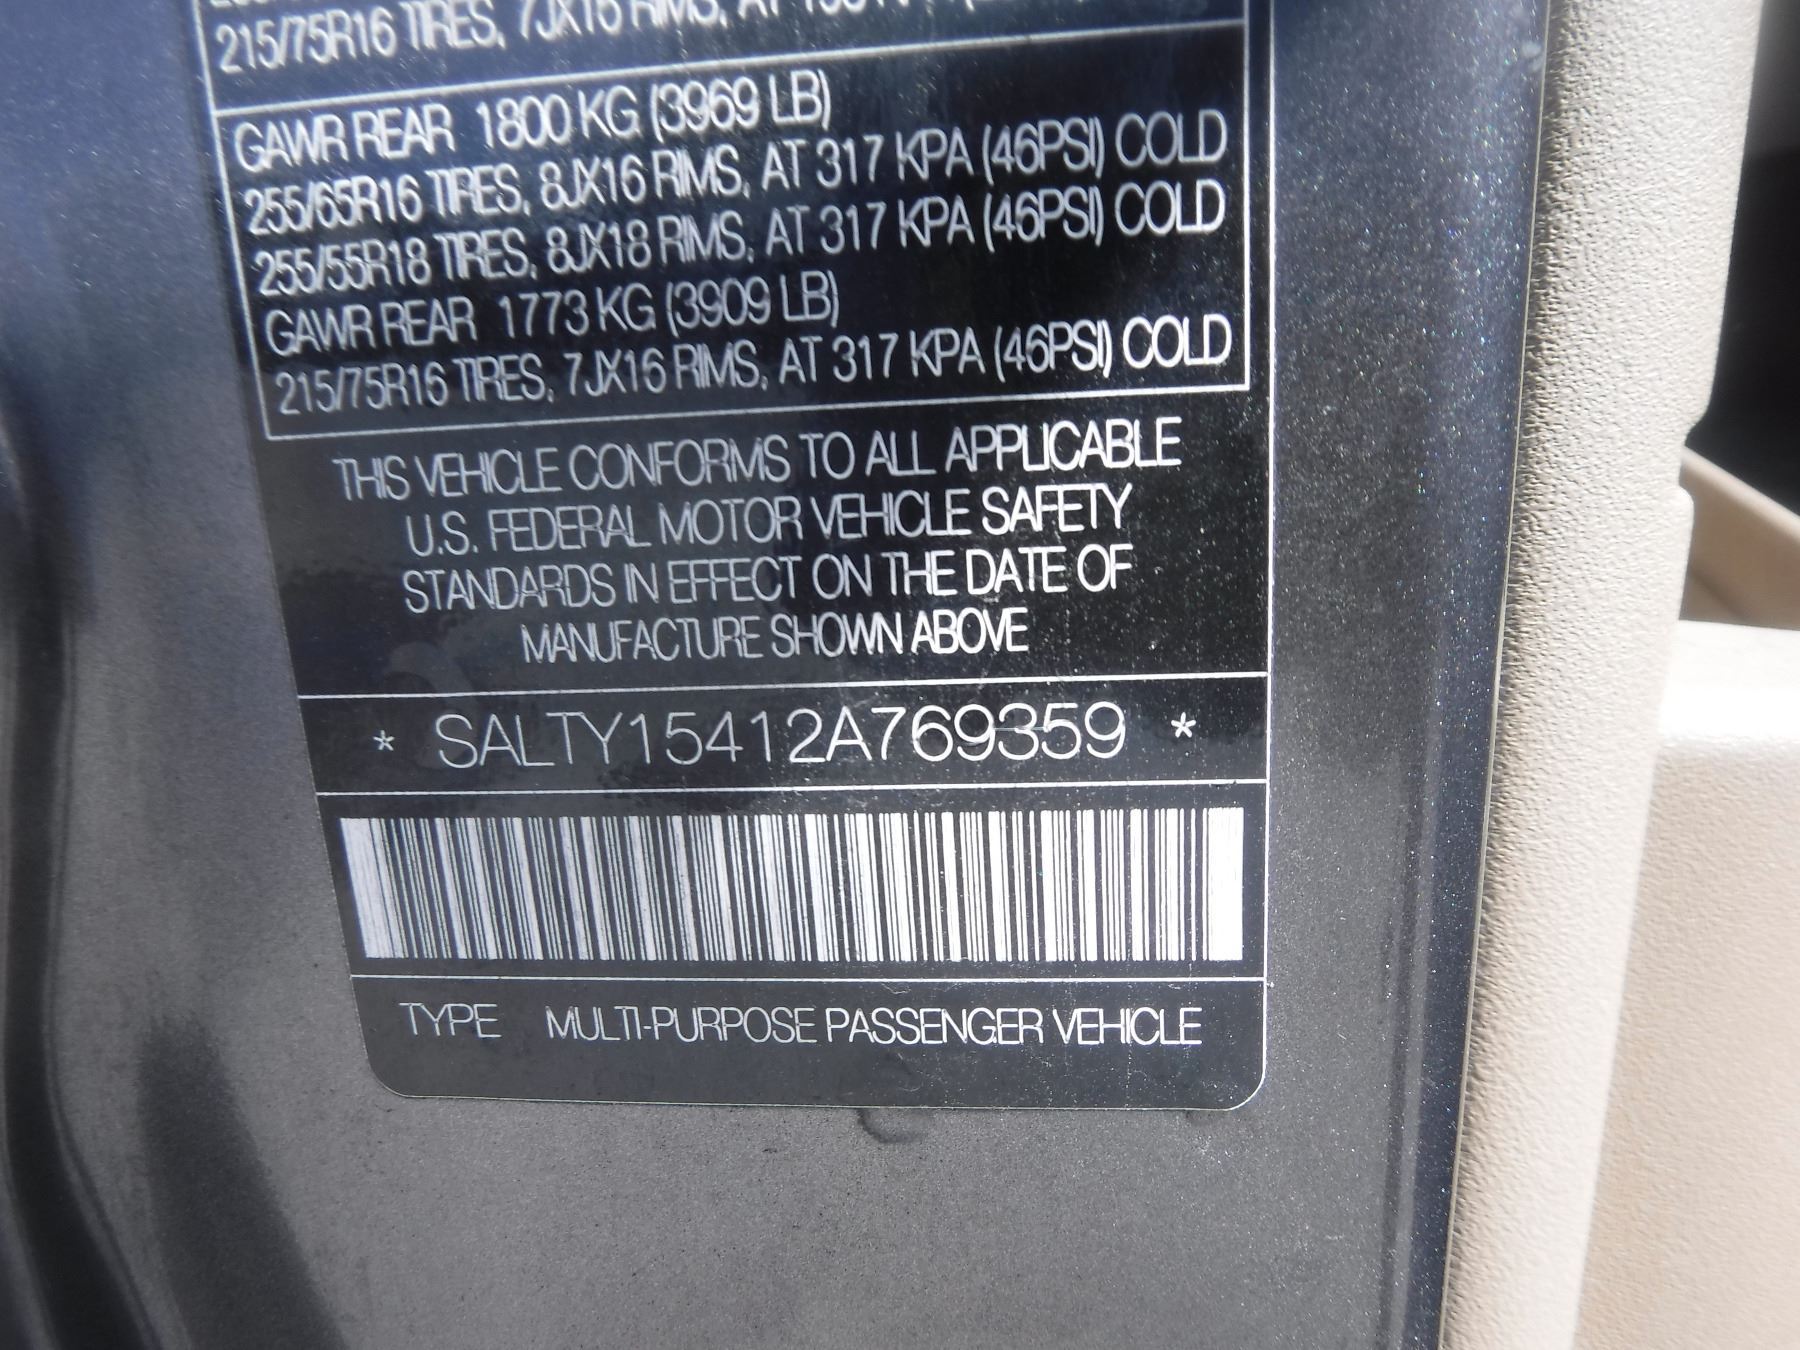 215/75R16 TIRES, 7JX16 RIMS, AT
GAWR REAR 1800 KG (3969 LB)
255/65R16 TIRES, 8JX16 RIMS, AT 317 KPA (46PSI) COLD
255/55R18 TIRES, 8JX18 RIMS, AT 317 KPA (46PSI) COLD
GAWR REAR 1773 KG (3909 LB)
215/75R16 TIRES, 7JX16 RIMS, AT 317 KPA (46PSI) COLD
THIS VEHICLE CONFORMS TO ALL APPLICABLE
U.S. FEDERAL MOTOR VEHICLE SAFETY
STANDARDS IN EFFECT ON THE DATE OF
MANUFACTURE SHOWN ABOVE
* SALTY15412A769359 *
TYPE MULTI-PURPOSE PASSENGER VEHICLE